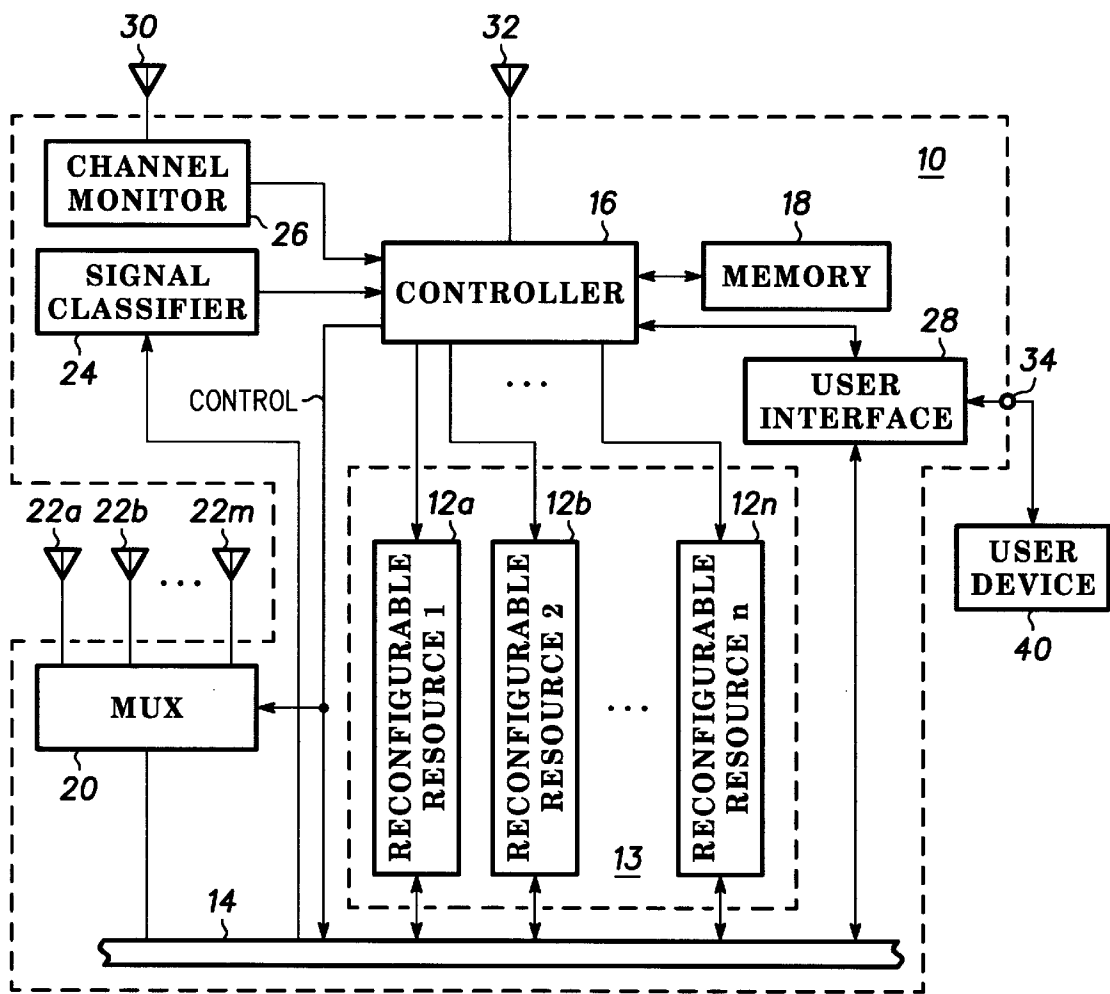 30
32
CHANNEL
MONITOR
26
10
16
18
SIGNAL
CLASSIFIER
24
CONTROLLER
MEMORY
28
34
CONTROL
...
USER
INTERFACE
22a 22b ... 22m
12a
12b
12n
USER
DEVICE
40
MUX
20
RECONFIGURABLE
RESOURCE 1
RECONFIGURABLE
RESOURCE 2
...
RECONFIGURABLE
RESOURCE n
13
14